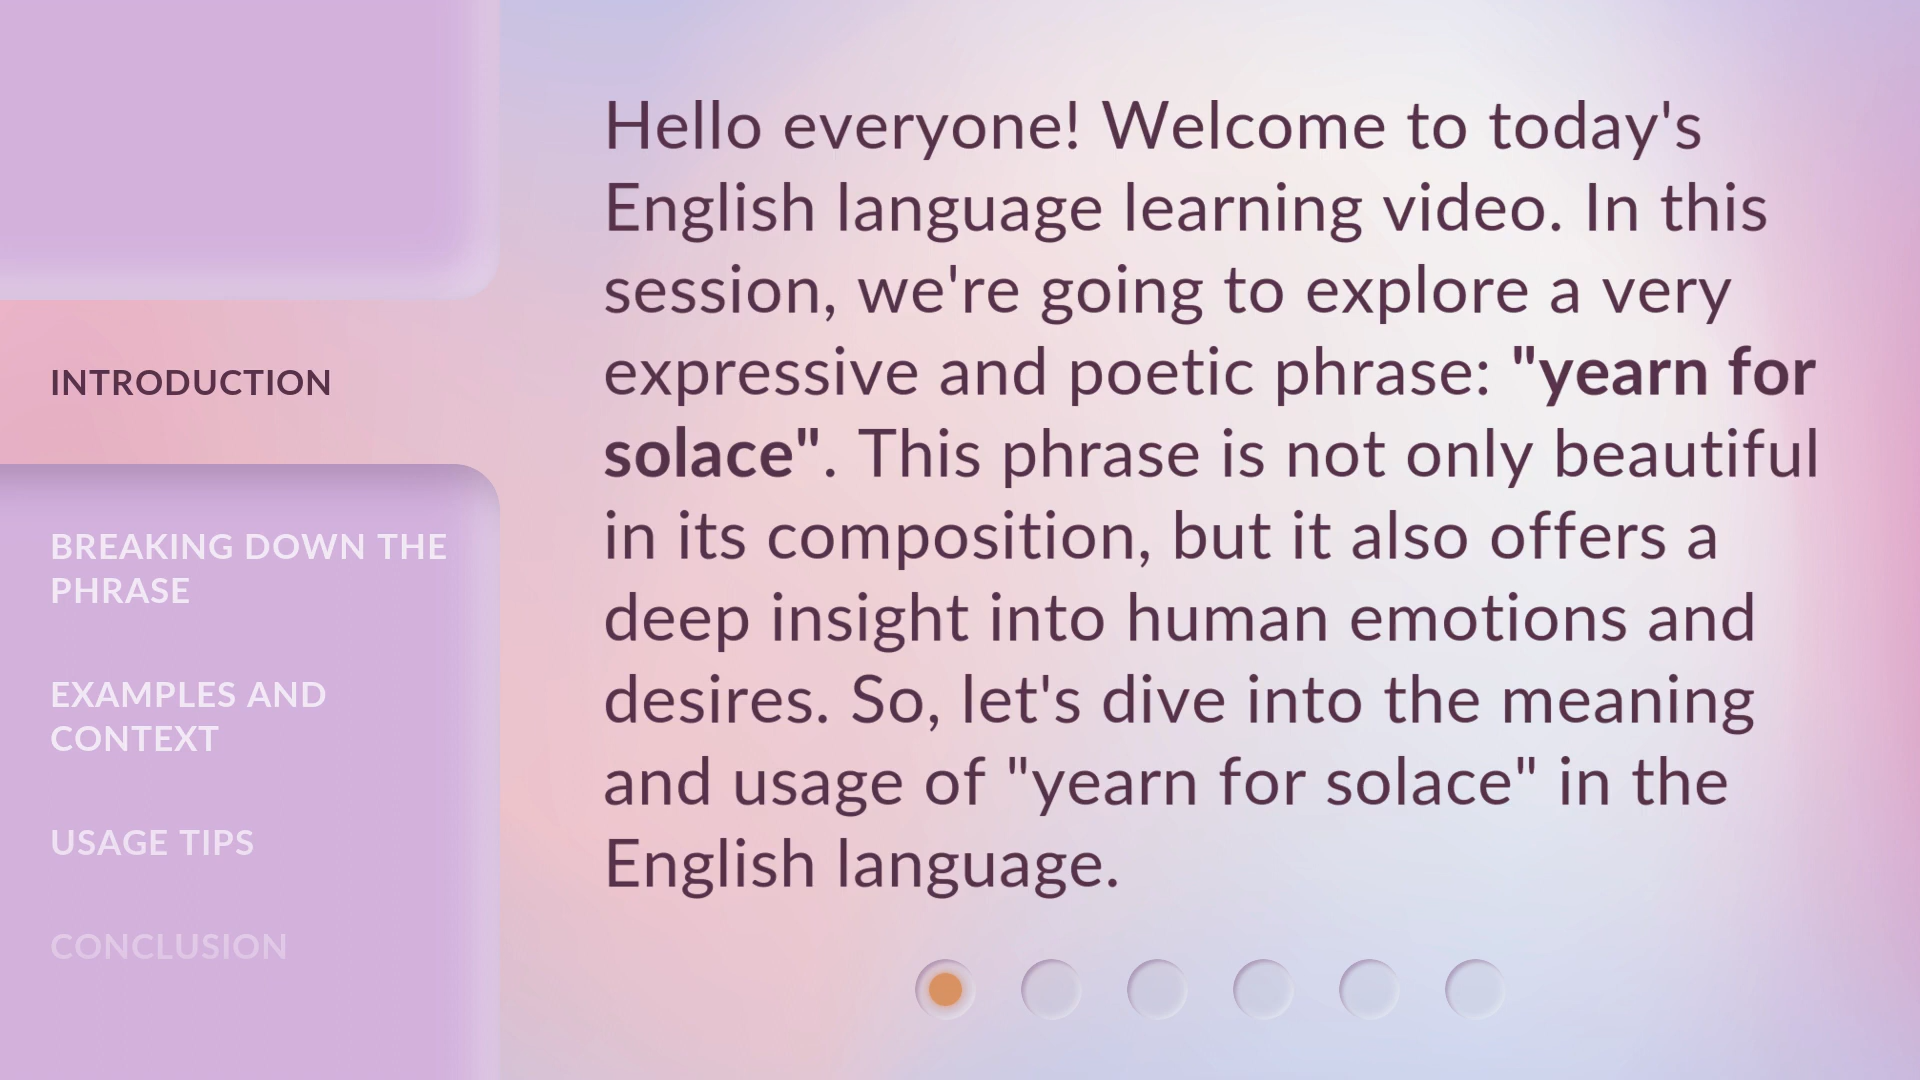 INTRODUCTION
BREAKING DOWN THE
PHRASE
EXAMPLES AND
CONTEXT
USAGE TIPS
CONCLUSION
Hello everyone! Welcome to today's
English language learning video. In this
session, we're going to explore a very
expressive and poetic phrase: "yearn for
solace". This phrase is not only beautiful
in its composition, but it also offers a
deep insight into human emotions and
desires. So, let's dive into the meaning
and usage of "yearn for solace" in the
English language.